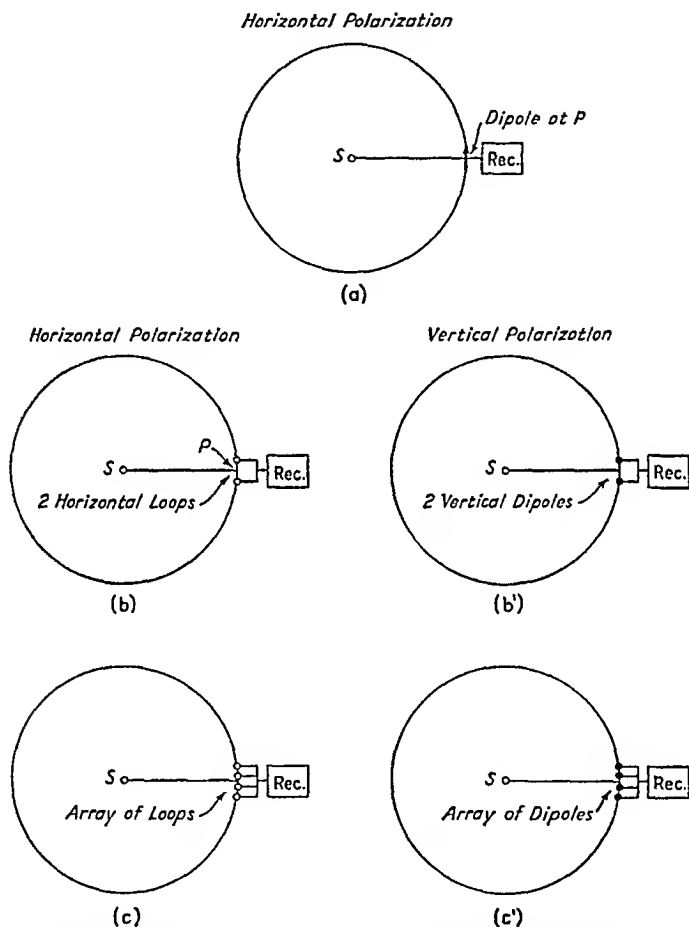 Horizontal Polarization
Dipole at P
S
Rec.
(a)
Horizontal Polarization
Vertical Polarization
P
S
Rec.
2 Horizontal Loops
(b)
S
Rec.
2 Vertical Dipoles
(b')
S
Rec.
Array of Loops
(c)
S
Rec.
Array of Dipoles
(c')